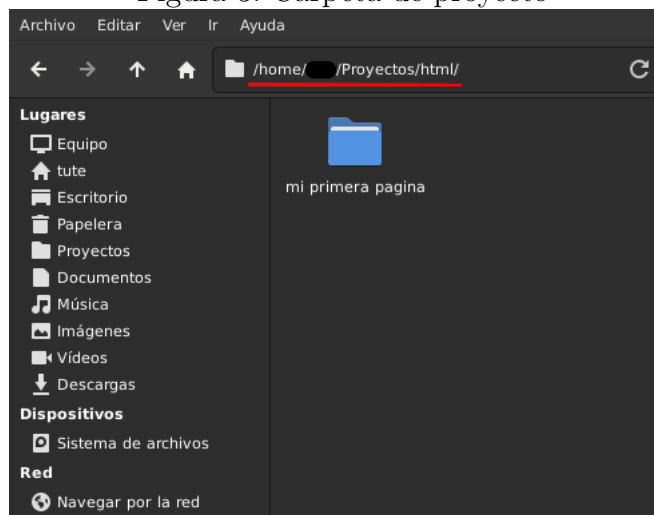 Archivo Editar Ver Ir Ayuda
/home/ /Proyectos/html/
Lugares
Equipo
tute
Escritorio
Papelera
Proyectos
Documentos
Música
Imágenes
Vídeos
Descargas
Dispositivos
Sistema de archivos
Red
Navegar por la red
mi primera pagina